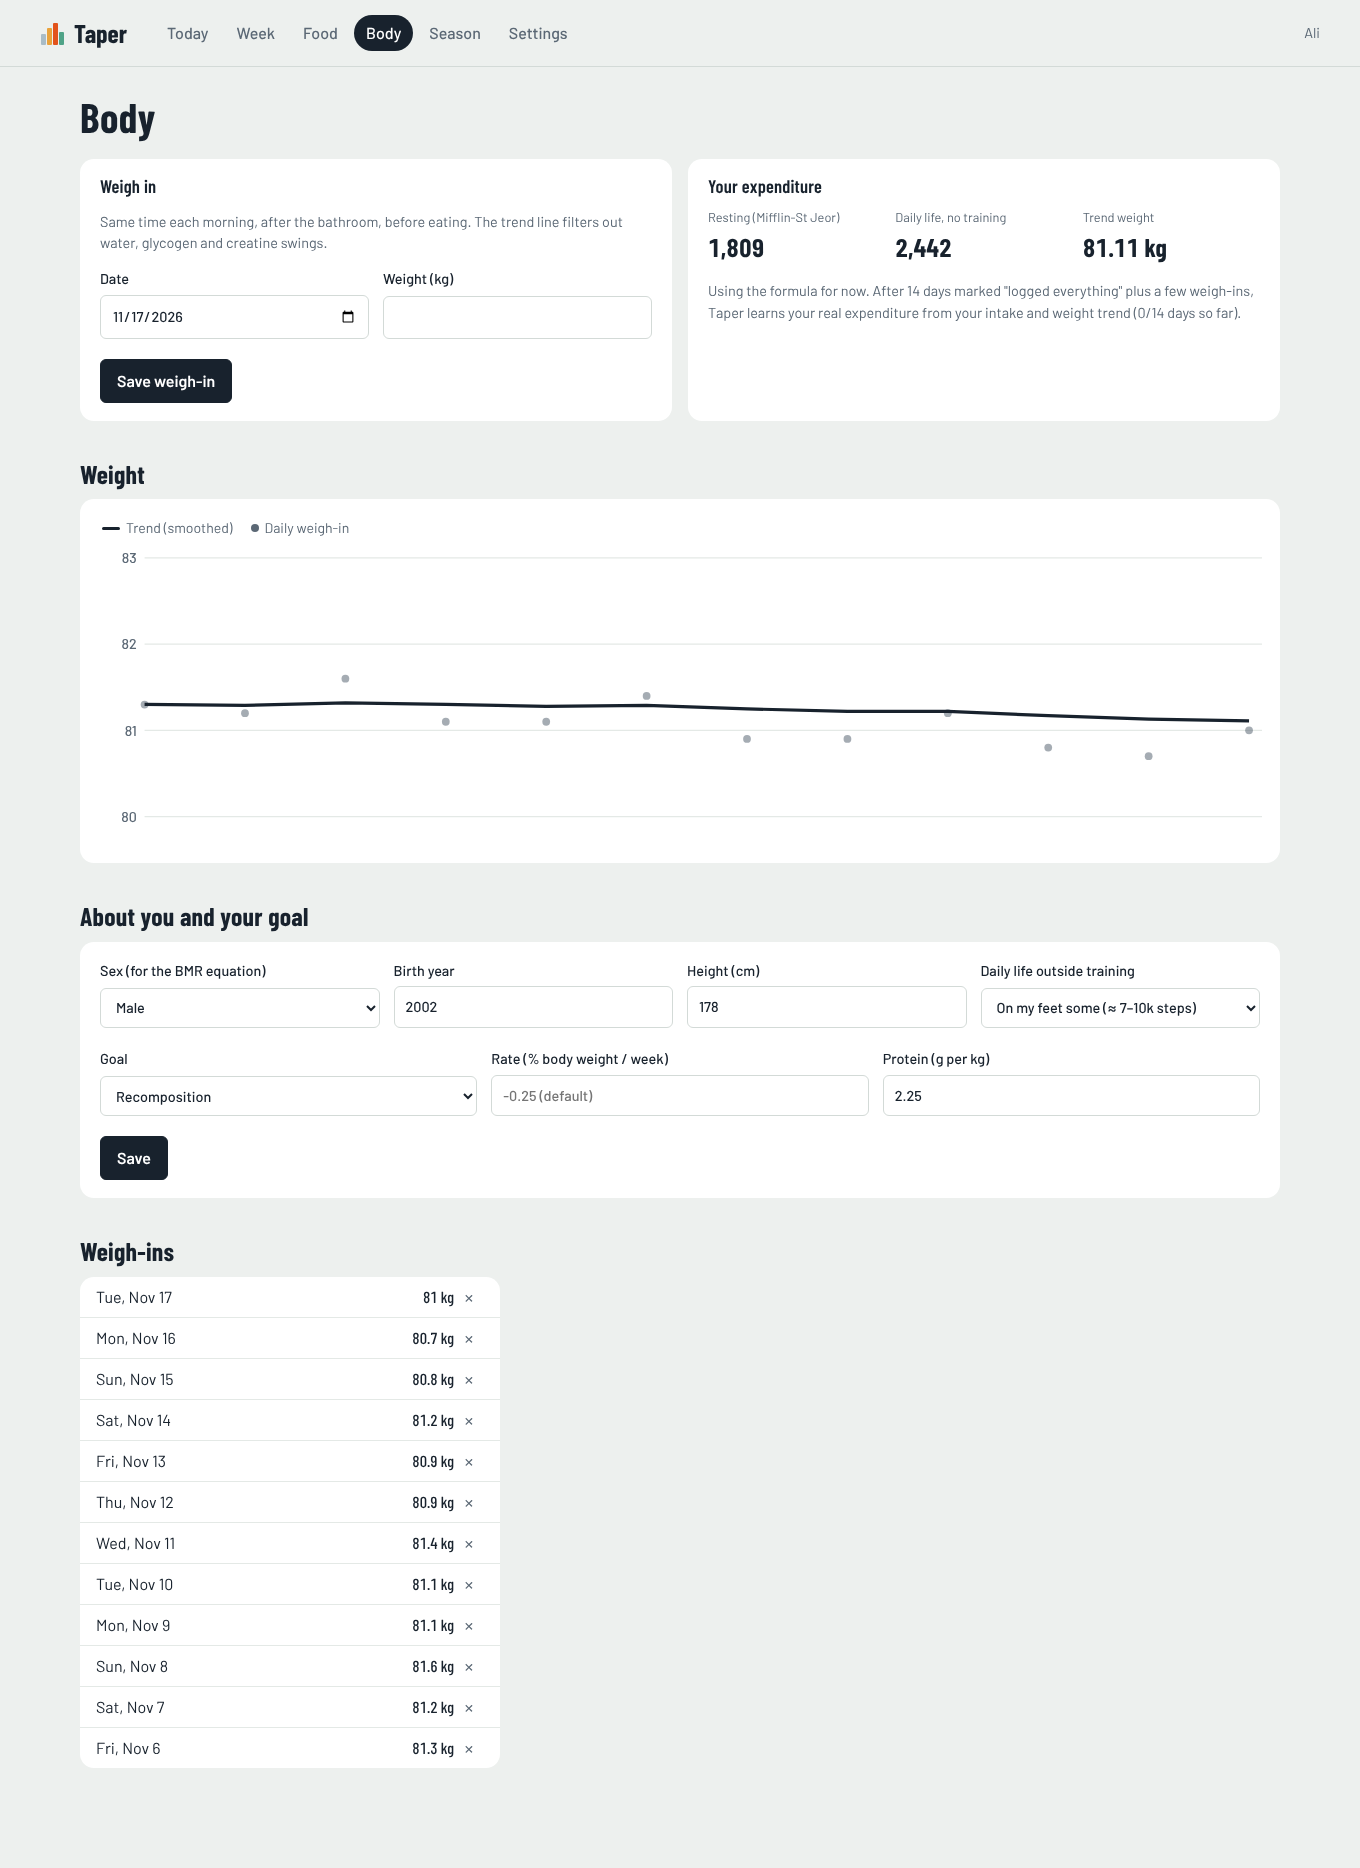 Taper
Today Week Food Body Season Settings
Ali
Body
Weigh in
Same time each morning, after the bathroom, before eating. The trend line filters out
water, glycogen and creatine swings.
Date Weight (kg)
11/17/2026
Save weigh-in
Your expenditure
Resting (Mifflin-St Jeor) Daily life, no training Trend weight
1,809 2,442 81.11 kg
Using the formula for now. After 14 days marked "logged everything" plus a few weigh-ins,
Taper learns your real expenditure from your intake and weight trend (0/14 days so far).
Weight
Trend (smoothed) Daily weigh-in
83
82
81
80
About you and your goal
Sex (for the BMR equation) Birth year Height (cm) Daily life outside training
Male 2002 178 On my feet some (≈ 7–10k steps)
Goal Rate (% body weight / week) Protein (g per kg)
Recomposition -0.25 (default) 2.25
Save
Weigh-ins
Tue, Nov 17 81 kg ×
Mon, Nov 16 80.7 kg ×
Sun, Nov 15 80.8 kg ×
Sat, Nov 14 81.2 kg ×
Fri, Nov 13 80.9 kg ×
Thu, Nov 12 80.9 kg ×
Wed, Nov 11 81.4 kg ×
Tue, Nov 10 81.1 kg ×
Mon, Nov 9 81.1 kg ×
Sun, Nov 8 81.6 kg ×
Sat, Nov 7 81.2 kg ×
Fri, Nov 6 81.3 kg ×